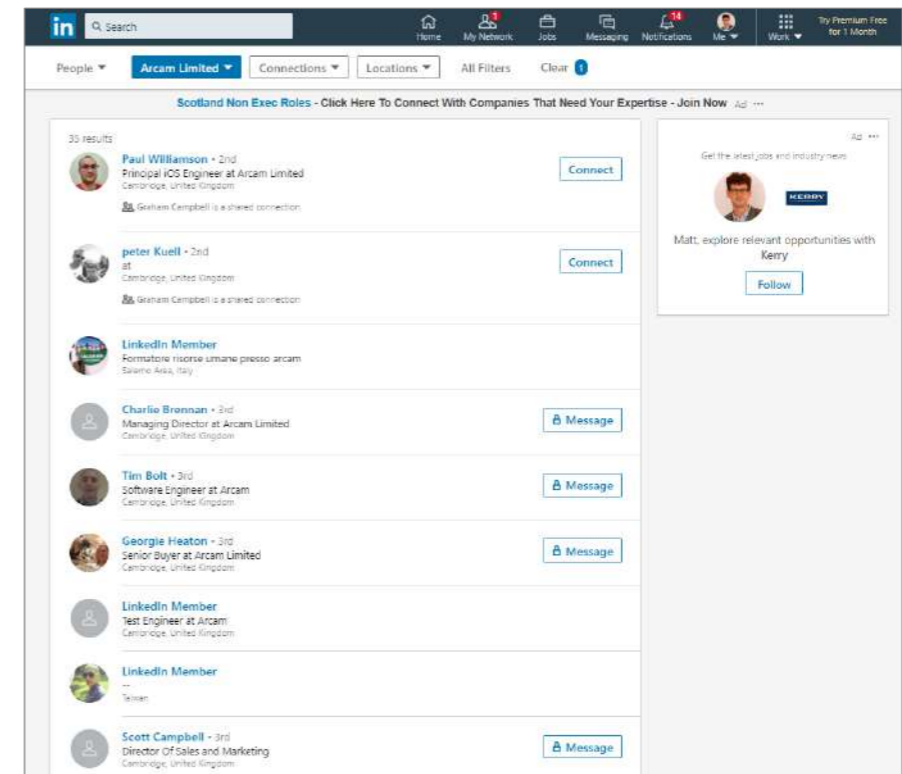 in Search Home 1 My Network Jobs Messaging 14 Notifications Me Work Try Premium Free
for 1 Month
People Arcam Limited Connections Locations All Filters Clear 1
Scotland Non Exec Roles - Click Here To Connect With Companies That Need Your Expertise - Join Now Ad
35 results
Paul Williamson • 2nd
Principal iOS Engineer at Arcam Limited
Cambridge, United Kingdom
Graham Campbell is a shared connection
Connect
peter Kuell • 2nd
at
Cambridge, United Kingdom
Graham Campbell is a shared connection
Connect
LinkedIn Member
Formatore risorse umane presso arcam
Salerno Area, Italy
Charlie Brennan • 3rd
Managing Director at Arcam Limited
Cambridge, United Kingdom
Message
Tim Bolt • 3rd
Software Engineer at Arcam
Cambridge, United Kingdom
Message
Georgie Heaton • 3rd
Senior Buyer at Arcam Limited
Cambridge, United Kingdom
Message
LinkedIn Member
Test Engineer at Arcam
Cambridge, United Kingdom
LinkedIn Member
--
Taiwan
Scott Campbell • 3rd
Director Of Sales and Marketing
Cambridge, United Kingdom
Message
Ad
Get the latest jobs and industry news
KERRY
Matt, explore relevant opportunities with
Kerry
Follow